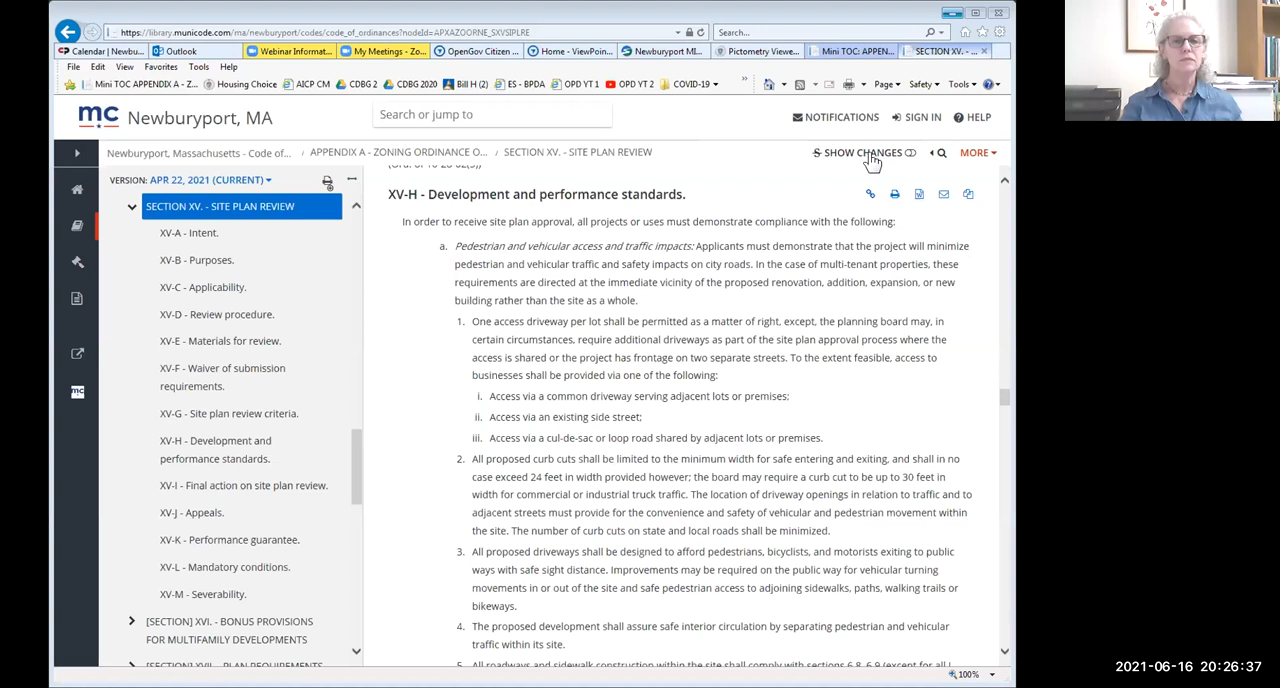 https://library.municode.com/ma/newburyport/codes/code_of_ordinances?nodeId=APXAZOORNE_SXVSIPLRE
Search...
Calendar | Newbu...
Outlook
Webinar Informat...
My Meetings - Zo...
OpenGov Citizen ...
Home - ViewPoin...
Newburyport MI...
Pictometry Viewe...
Mini TOC: APPEN...
SECTION XV. - ...
File Edit View Favorites Tools Help
Mini TOC APPENDIX A - Z...
Housing Choice
AICP CM
CDBG 2
CDBG 2020
Bill H (2)
ES - BPDA
OPD YT 1
OPD YT 2
COVID-19
Page
Safety
Tools
mc Newburyport, MA
Search or jump to
NOTIFICATIONS
SIGN IN
HELP
Newburyport, Massachusetts - Code of... / APPENDIX A - ZONING ORDINANCE O... / SECTION XV. - SITE PLAN REVIEW
SHOW CHANGES
MORE
VERSION: APR 22, 2021 (CURRENT)
SECTION XV. - SITE PLAN REVIEW
XV-A - Intent.
XV-B - Purposes.
XV-C - Applicability.
XV-D - Review procedure.
XV-E - Materials for review.
XV-F - Waiver of submission
requirements.
XV-G - Site plan review criteria.
XV-H - Development and
performance standards.
XV-I - Final action on site plan review.
XV-J - Appeals.
XV-K - Performance guarantee.
XV-L - Mandatory conditions.
XV-M - Severability.
[SECTION] XVI. - BONUS PROVISIONS
FOR MULTIFAMILY DEVELOPMENTS
[SECTION] XVII. - PLAN REQUIREMENTS
XV-H - Development and performance standards.
In order to receive site plan approval, all projects or uses must demonstrate compliance with the following:
a. Pedestrian and vehicular access and traffic impacts: Applicants must demonstrate that the project will minimize
pedestrian and vehicular traffic and safety impacts on city roads. In the case of multi-tenant properties, these
requirements are directed at the immediate vicinity of the proposed renovation, addition, expansion, or new
building rather than the site as a whole.
1. One access driveway per lot shall be permitted as a matter of right, except, the planning board may, in
certain circumstances, require additional driveways as part of the site plan approval process where the
access is shared or the project has frontage on two separate streets. To the extent feasible, access to
businesses shall be provided via one of the following:
i. Access via a common driveway serving adjacent lots or premises;
ii. Access via an existing side street;
iii. Access via a cul-de-sac or loop road shared by adjacent lots or premises.
2. All proposed curb cuts shall be limited to the minimum width for safe entering and exiting, and shall in no
case exceed 24 feet in width provided however; the board may require a curb cut to be up to 30 feet in
width for commercial or industrial truck traffic. The location of driveway openings in relation to traffic and to
adjacent streets must provide for the convenience and safety of vehicular and pedestrian movement within
the site. The number of curb cuts on state and local roads shall be minimized.
3. All proposed driveways shall be designed to afford pedestrians, bicyclists, and motorists exiting to public
ways with safe sight distance. Improvements may be required on the public way for vehicular turning
movements in or out of the site and safe pedestrian access to adjoining sidewalks, paths, walking trails or
bikeways.
4. The proposed development shall assure safe interior circulation by separating pedestrian and vehicular
traffic within its site.
5. All roadways and sidewalk construction within the site shall comply with sections 6.8, 6.9 (except for all
100%
2021-06-16 20:26:37